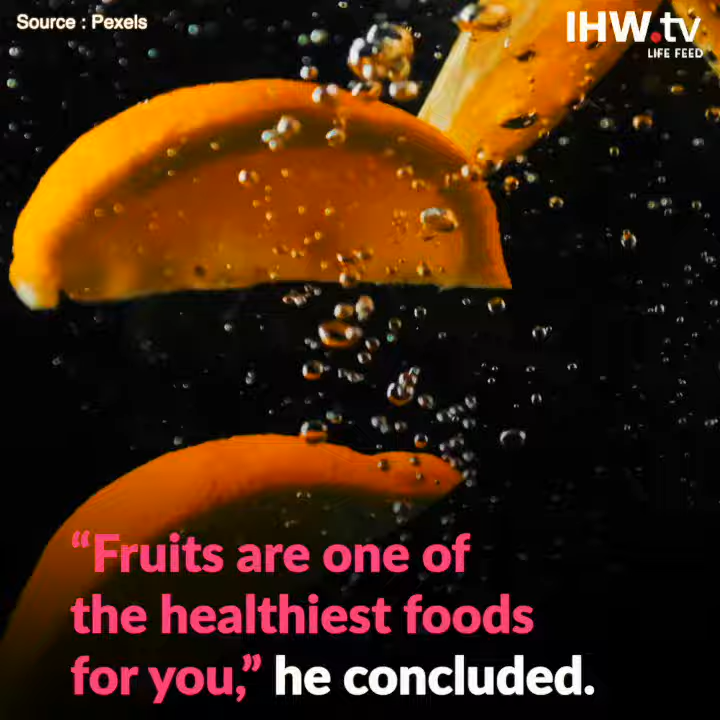 Source : Pexels
IHW.tv
LIFE FEED
“Fruits are one of
the healthiest foods
for you,” he concluded.